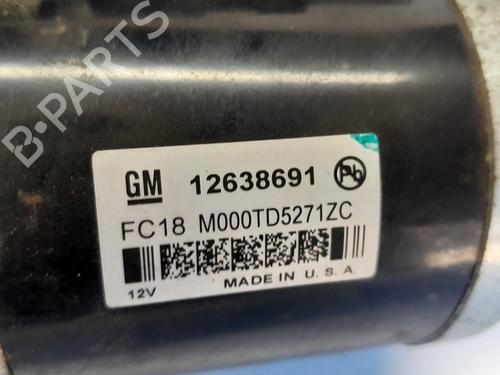 B-PARTS
GM 12638691 Pb
FC18 M000TD5271ZC
12V MADE IN U.S.A.